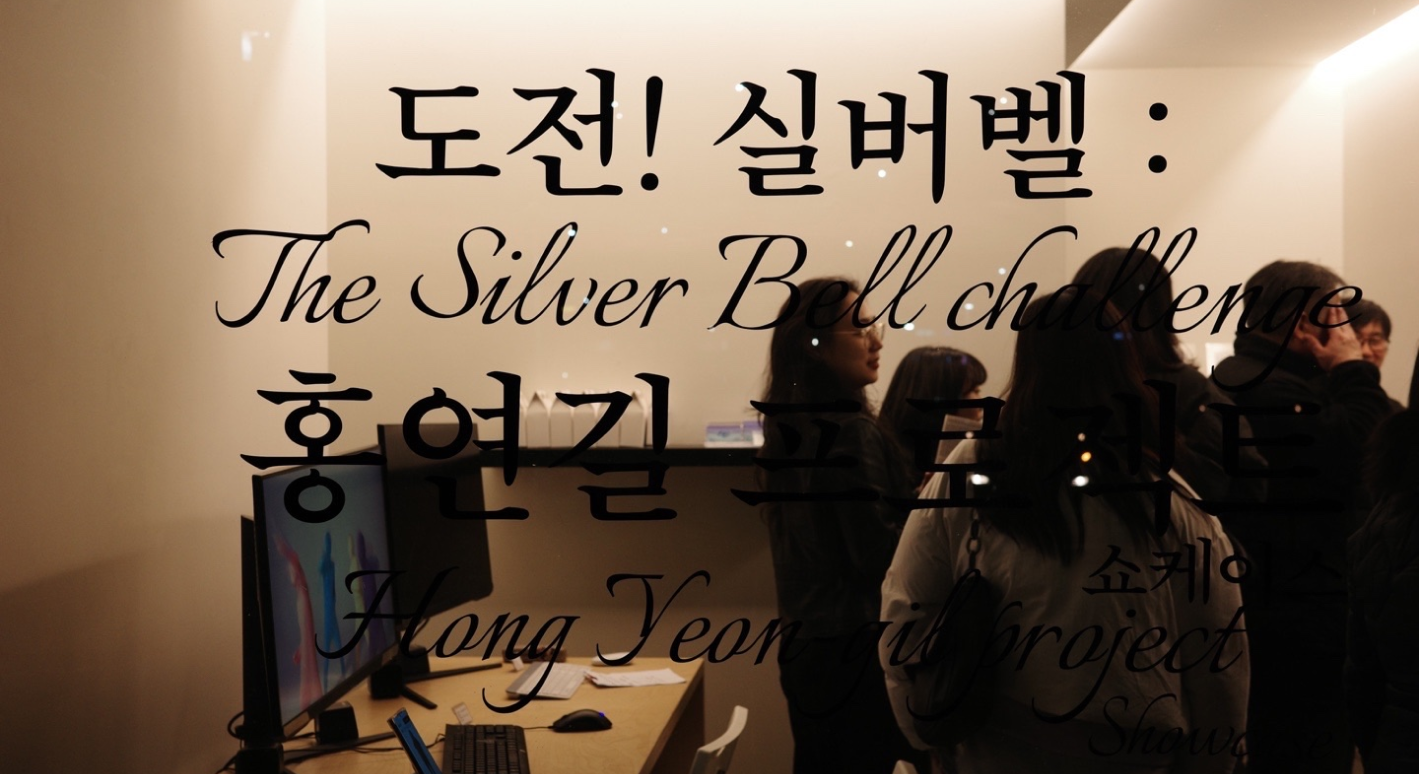 도전! 실버벨 :
The Silver Bell challenge
홍연길 프로젝트
쇼케이스
Hong Yeon-gil project
Showcase